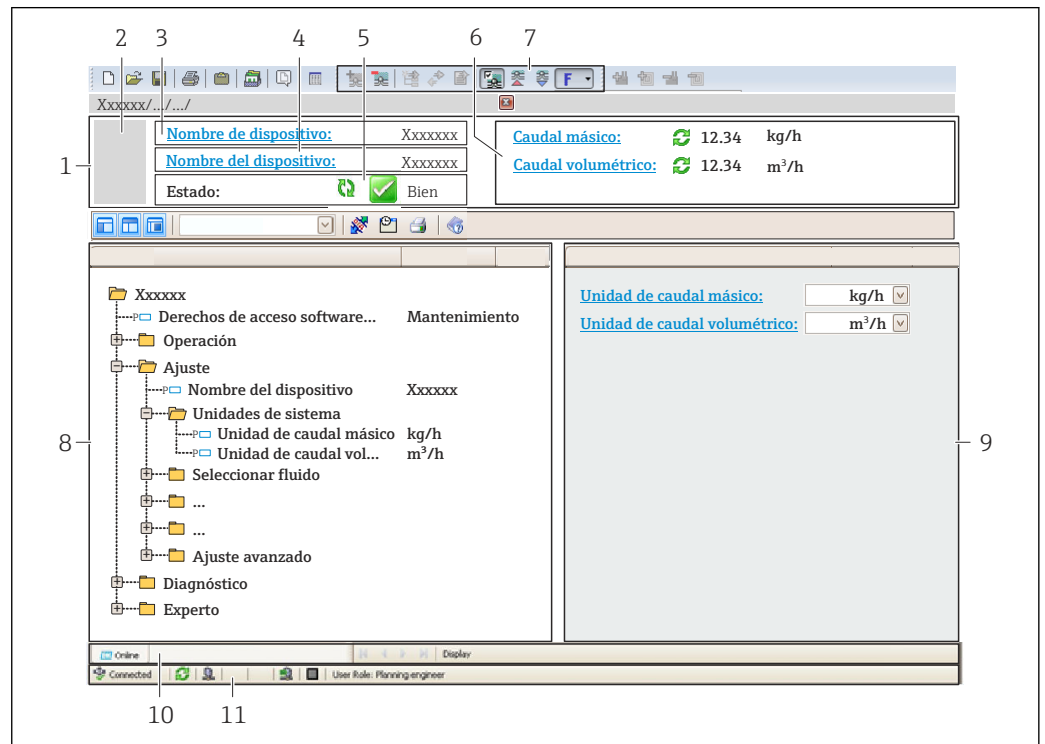 2 3 4 5 6 7
F
Xxxxxx/.../.../
1
Nombre de dispositivo: Xxxxxxx
Nombre del dispositivo: Xxxxxxx
Estado: Bien
Caudal másico: 12.34 kg/h
Caudal volumétrico: 12.34 m³/h
Xxxxxx
P Derechos de acceso software... Mantenimiento
Operación
Ajuste
P Nombre del dispositivo Xxxxxx
Unidades de sistema
P Unidad de caudal másico kg/h
P Unidad de caudal vol... m³/h
Seleccionar fluido
...
...
Ajuste avanzado
Diagnóstico
Experto
8
Unidad de caudal másico: kg/h
Unidad de caudal volumétrico: m³/h
9
Online Display
Connected User Role: Planning engineer
10 11